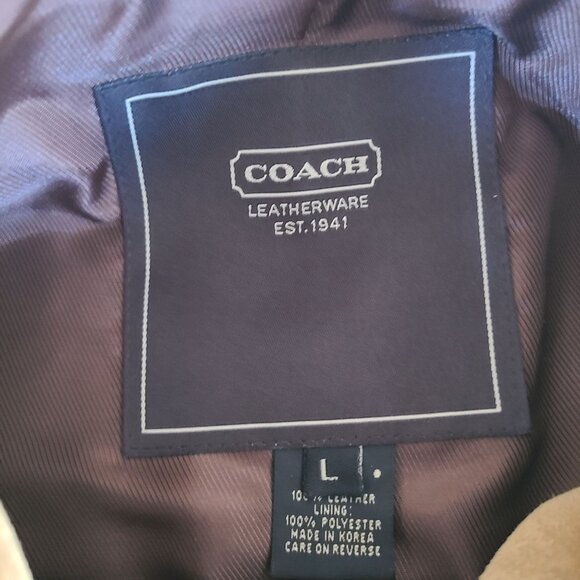 COACH
LEATHERWARE
EST. 1941
L
100% LEATHER
LINING:
100% POLYESTER
MADE IN KOREA
CARE ON REVERSE